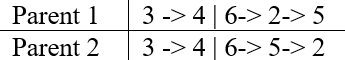 Parent 1 3 -> 4 | 6-> 2-> 5
Parent 2 3 -> 4 | 6-> 5-> 2